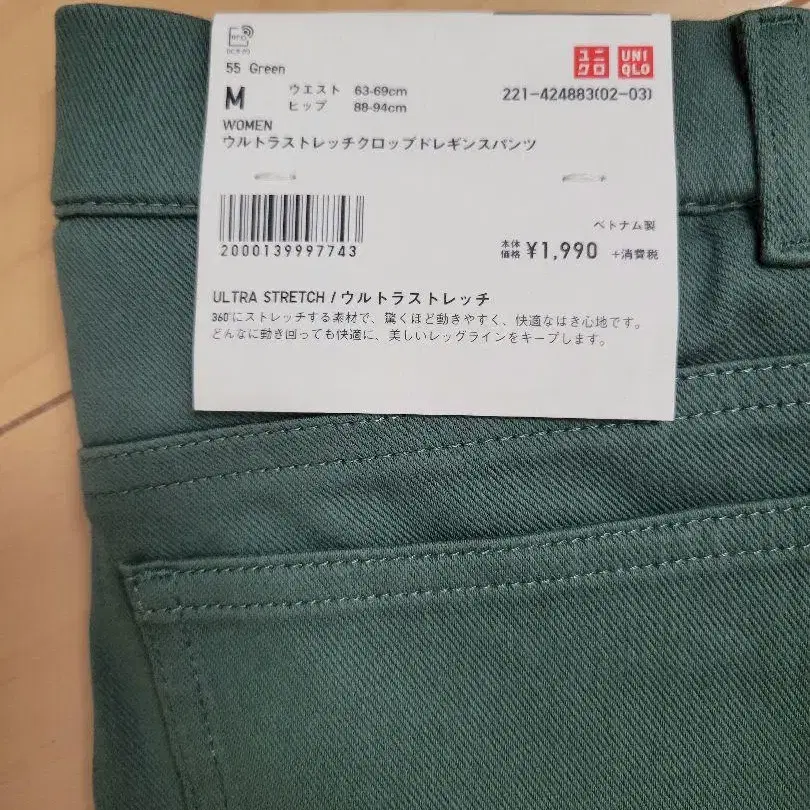 55 Green
M ウエスト 63-69cm
ヒップ 88-94cm
ユニクロ UNIQLO
221-424883(02-03)
WOMEN
ウルトラストレッチクロップドレギンスパンツ
2000139997743
ベトナム製
本体価格 ¥1,990 +消費税
ULTRA STRETCH / ウルトラストレッチ
360°にストレッチする素材で、驚くほど動きやすく、快適なはき心地です。
どんなに動き回っても快適に、美しいレッグラインをキープします。